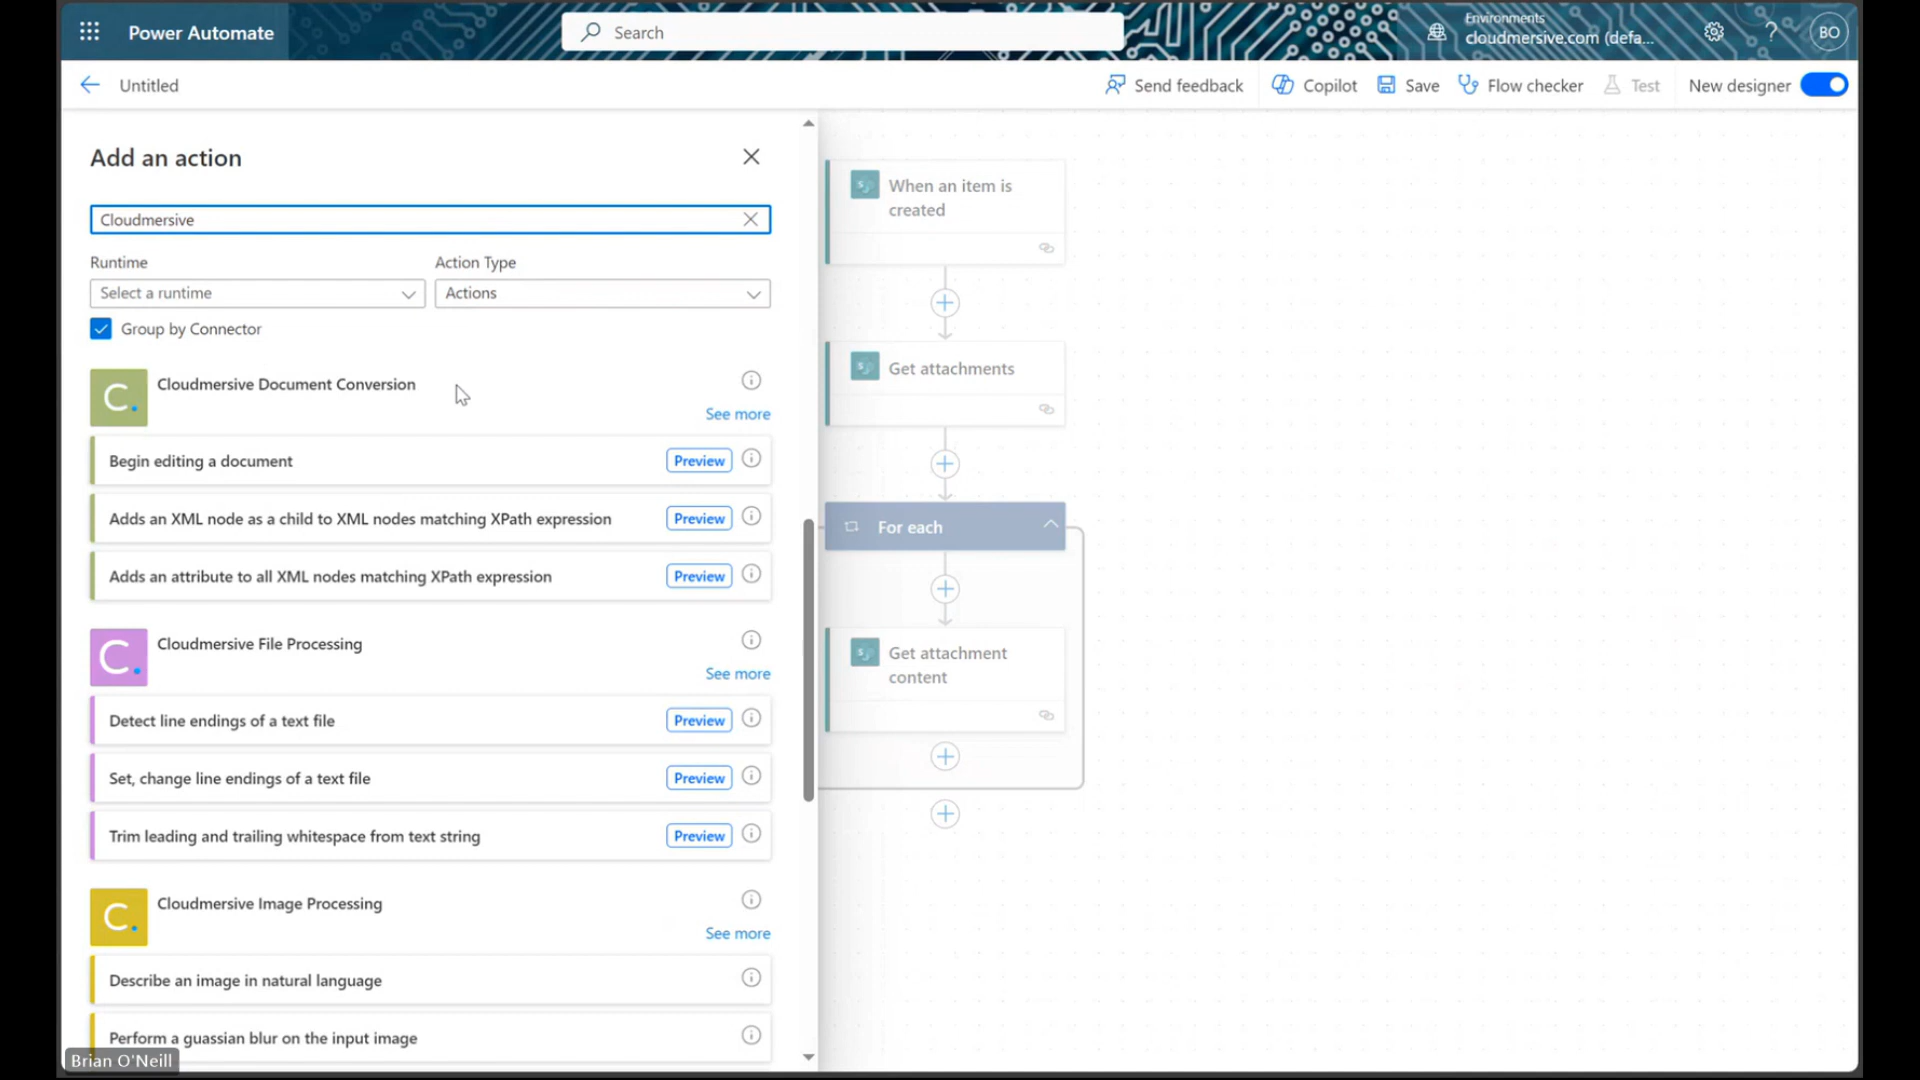 Power Automate
Search
Environments
cloudmersive.com (defa...
BO
Untitled
Send feedback
Copilot
Save
Flow checker
Test
New designer
Add an action
Cloudmersive
Runtime
Action Type
Select a runtime
Actions
Group by Connector
C.
Cloudmersive Document Conversion
See more
Begin editing a document
Preview
Adds an XML node as a child to XML nodes matching XPath expression
Preview
Adds an attribute to all XML nodes matching XPath expression
Preview
C.
Cloudmersive File Processing
See more
Detect line endings of a text file
Preview
Set, change line endings of a text file
Preview
Trim leading and trailing whitespace from text string
Preview
C.
Cloudmersive Image Processing
See more
Describe an image in natural language
Perform a guassian blur on the input image
Brian O'Neill
When an item is
created
Get attachments
For each
Get attachment
content